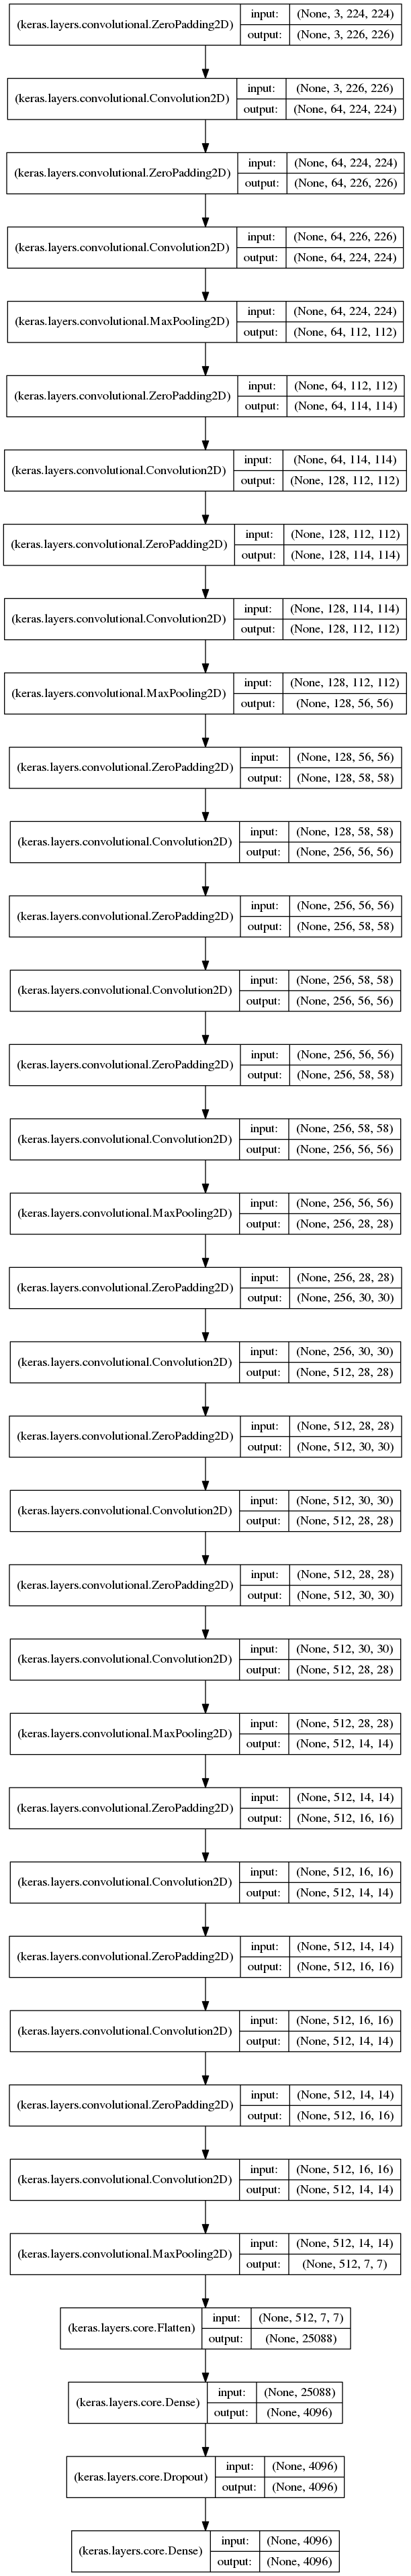 (keras.layers.convolutional.ZeroPadding2D) input: (None, 3, 224, 224)
output: (None, 3, 226, 226)
(keras.layers.convolutional.Convolution2D) input: (None, 3, 226, 226)
output: (None, 64, 224, 224)
(keras.layers.convolutional.ZeroPadding2D) input: (None, 64, 224, 224)
output: (None, 64, 226, 226)
(keras.layers.convolutional.Convolution2D) input: (None, 64, 226, 226)
output: (None, 64, 224, 224)
(keras.layers.convolutional.MaxPooling2D) input: (None, 64, 224, 224)
output: (None, 64, 112, 112)
(keras.layers.convolutional.ZeroPadding2D) input: (None, 64, 112, 112)
output: (None, 64, 114, 114)
(keras.layers.convolutional.Convolution2D) input: (None, 64, 114, 114)
output: (None, 128, 112, 112)
(keras.layers.convolutional.ZeroPadding2D) input: (None, 128, 112, 112)
output: (None, 128, 114, 114)
(keras.layers.convolutional.Convolution2D) input: (None, 128, 114, 114)
output: (None, 128, 112, 112)
(keras.layers.convolutional.MaxPooling2D) input: (None, 128, 112, 112)
output: (None, 128, 56, 56)
(keras.layers.convolutional.ZeroPadding2D) input: (None, 128, 56, 56)
output: (None, 128, 58, 58)
(keras.layers.convolutional.Convolution2D) input: (None, 128, 58, 58)
output: (None, 256, 56, 56)
(keras.layers.convolutional.ZeroPadding2D) input: (None, 256, 56, 56)
output: (None, 256, 58, 58)
(keras.layers.convolutional.Convolution2D) input: (None, 256, 58, 58)
output: (None, 256, 56, 56)
(keras.layers.convolutional.ZeroPadding2D) input: (None, 256, 56, 56)
output: (None, 256, 58, 58)
(keras.layers.convolutional.Convolution2D) input: (None, 256, 58, 58)
output: (None, 256, 56, 56)
(keras.layers.convolutional.MaxPooling2D) input: (None, 256, 56, 56)
output: (None, 256, 28, 28)
(keras.layers.convolutional.ZeroPadding2D) input: (None, 256, 28, 28)
output: (None, 256, 30, 30)
(keras.layers.convolutional.Convolution2D) input: (None, 256, 30, 30)
output: (None, 512, 28, 28)
(keras.layers.convolutional.ZeroPadding2D) input: (None, 512, 28, 28)
output: (None, 512, 30, 30)
(keras.layers.convolutional.Convolution2D) input: (None, 512, 30, 30)
output: (None, 512, 28, 28)
(keras.layers.convolutional.ZeroPadding2D) input: (None, 512, 28, 28)
output: (None, 512, 30, 30)
(keras.layers.convolutional.Convolution2D) input: (None, 512, 30, 30)
output: (None, 512, 28, 28)
(keras.layers.convolutional.MaxPooling2D) input: (None, 512, 28, 28)
output: (None, 512, 14, 14)
(keras.layers.convolutional.ZeroPadding2D) input: (None, 512, 14, 14)
output: (None, 512, 16, 16)
(keras.layers.convolutional.Convolution2D) input: (None, 512, 16, 16)
output: (None, 512, 14, 14)
(keras.layers.convolutional.ZeroPadding2D) input: (None, 512, 14, 14)
output: (None, 512, 16, 16)
(keras.layers.convolutional.Convolution2D) input: (None, 512, 16, 16)
output: (None, 512, 14, 14)
(keras.layers.convolutional.ZeroPadding2D) input: (None, 512, 14, 14)
output: (None, 512, 16, 16)
(keras.layers.convolutional.Convolution2D) input: (None, 512, 16, 16)
output: (None, 512, 14, 14)
(keras.layers.convolutional.MaxPooling2D) input: (None, 512, 14, 14)
output: (None, 512, 7, 7)
(keras.layers.core.Flatten) input: (None, 512, 7, 7)
output: (None, 25088)
(keras.layers.core.Dense) input: (None, 25088)
output: (None, 4096)
(keras.layers.core.Dropout) input: (None, 4096)
output: (None, 4096)
(keras.layers.core.Dense) input: (None, 4096)
output: (None, 4096)